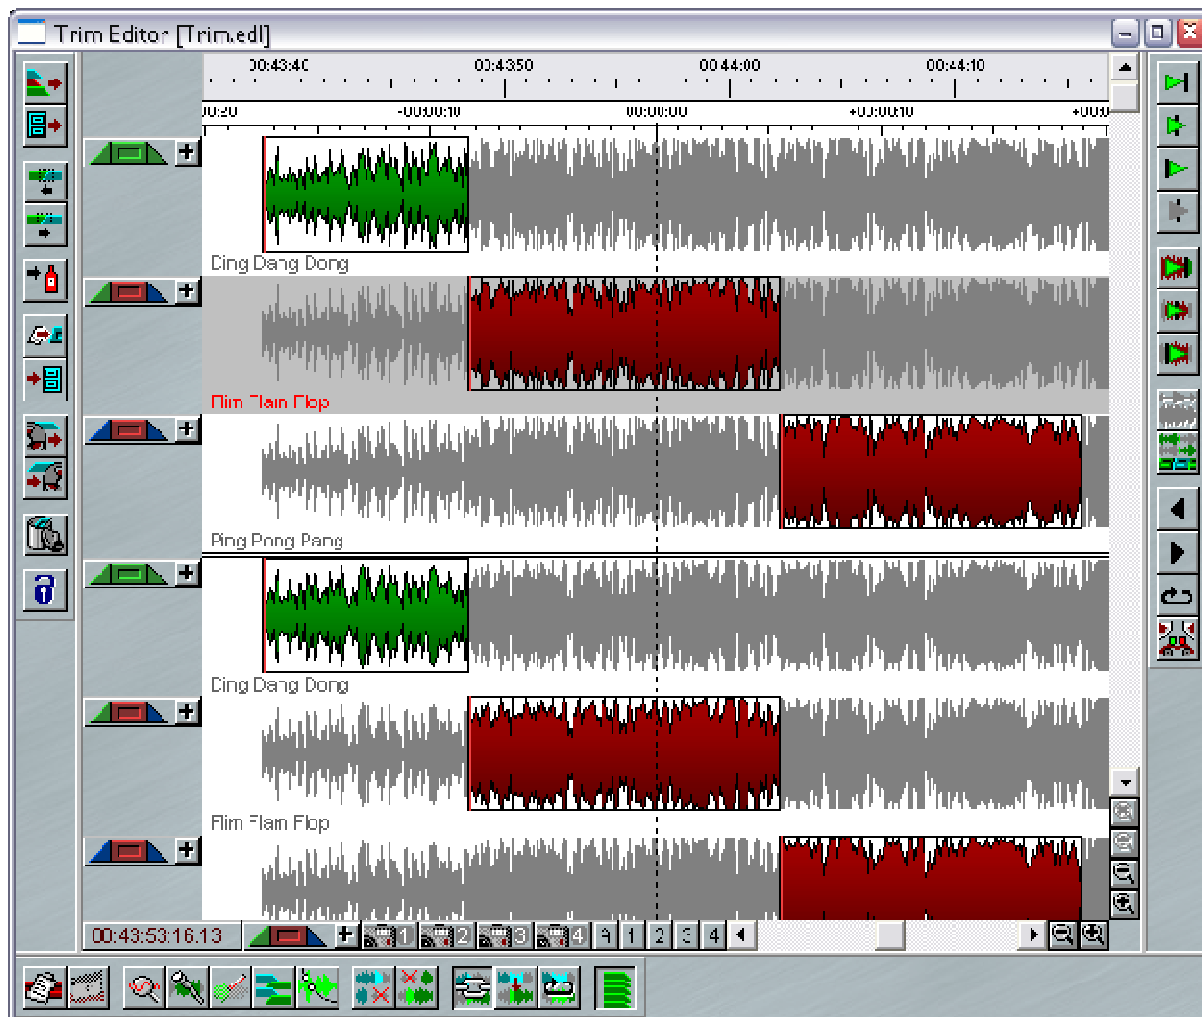 Trim Editor [Trim.edl]
00:43:40 00:43:50 00:44:00 00:44:10
-00:00:10 00:00:00 +00:00:10
Ding Dang Dong
Flim Flam Flop
Ping Pong Pang
Ding Dang Dong
Flim Flam Flop
00:43:53:16.13 1 2 3 4 A 1 2 3 4